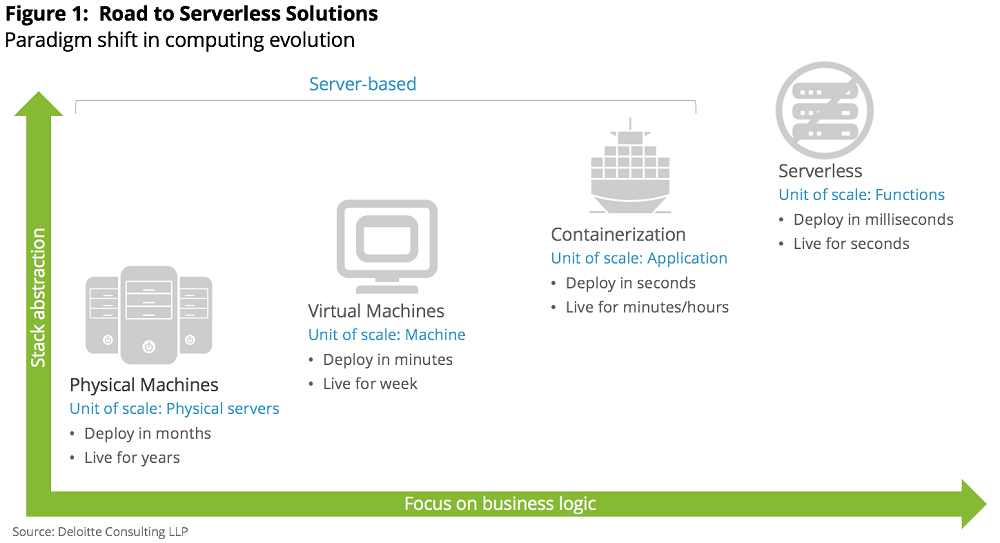 Figure 1:  Road to Serverless Solutions
Paradigm shift in computing evolution
Server-based
Serverless
Unit of scale: Functions
• Deploy in milliseconds
• Live for seconds
Containerization
Unit of scale: Application
• Deploy in seconds
• Live for minutes/hours
Virtual Machines
Unit of scale: Machine
• Deploy in minutes
• Live for week
Physical Machines
Unit of scale: Physical servers
• Deploy in months
• Live for years
Stack abstraction
Focus on business logic
Source: Deloitte Consulting LLP